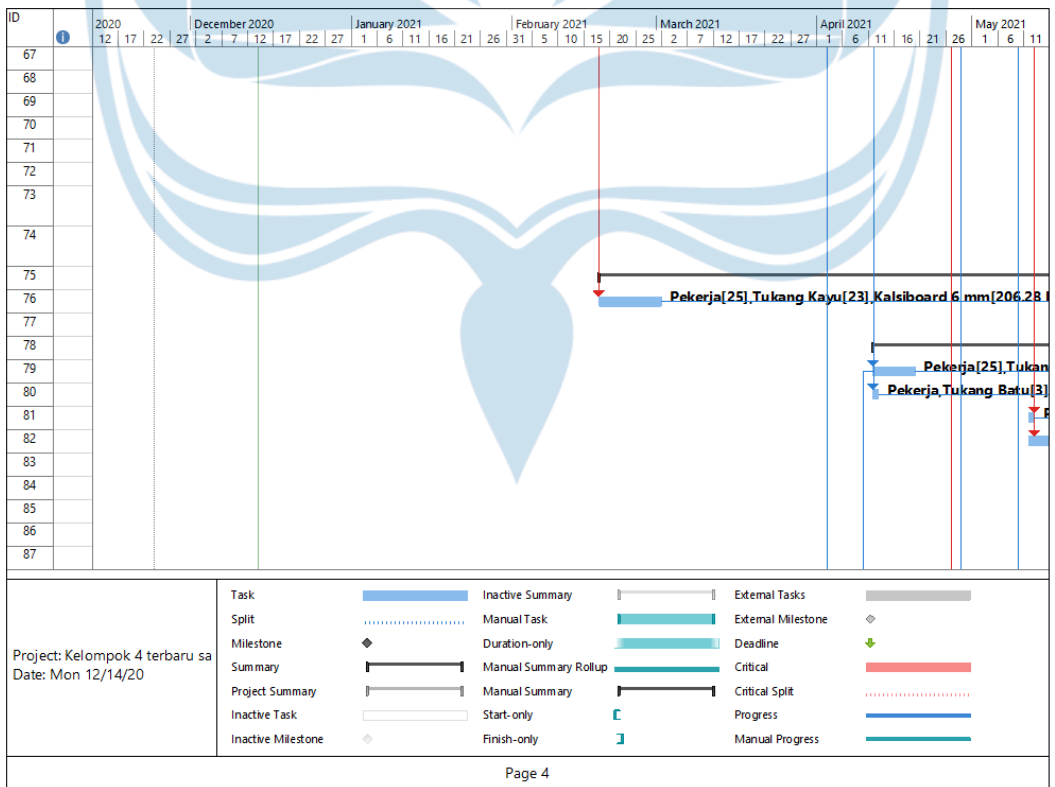 ID
2020 December 2020 January 2021 February 2021 March 2021 April 2021 May 2021
12 17 22 27 2 7 12 17 22 27 1 6 11 16 21 26 31 5 10 15 20 25 2 7 12 17 22 27 1 6 11 16 21 26 1 6 11
67
68
69
70
71
72
73
74
75
76 Pekerja[25],Tukang Kayu[23],Kalsiboard 6 mm[206.28
77
78
79 Pekerja[25],Tukan
80 Pekerja,Tukang Batu[3]
81
82
83
84
85
86
87
Project: Kelompok 4 terbaru sa
Date: Mon 12/14/20
Task Inactive Summary External Tasks
Split Manual Task External Milestone
Milestone Duration-only Deadline
Summary Manual Summary Rollup Critical
Project Summary Manual Summary Critical Split
Inactive Task Start-only Progress
Inactive Milestone Finish-only Manual Progress
Page 4